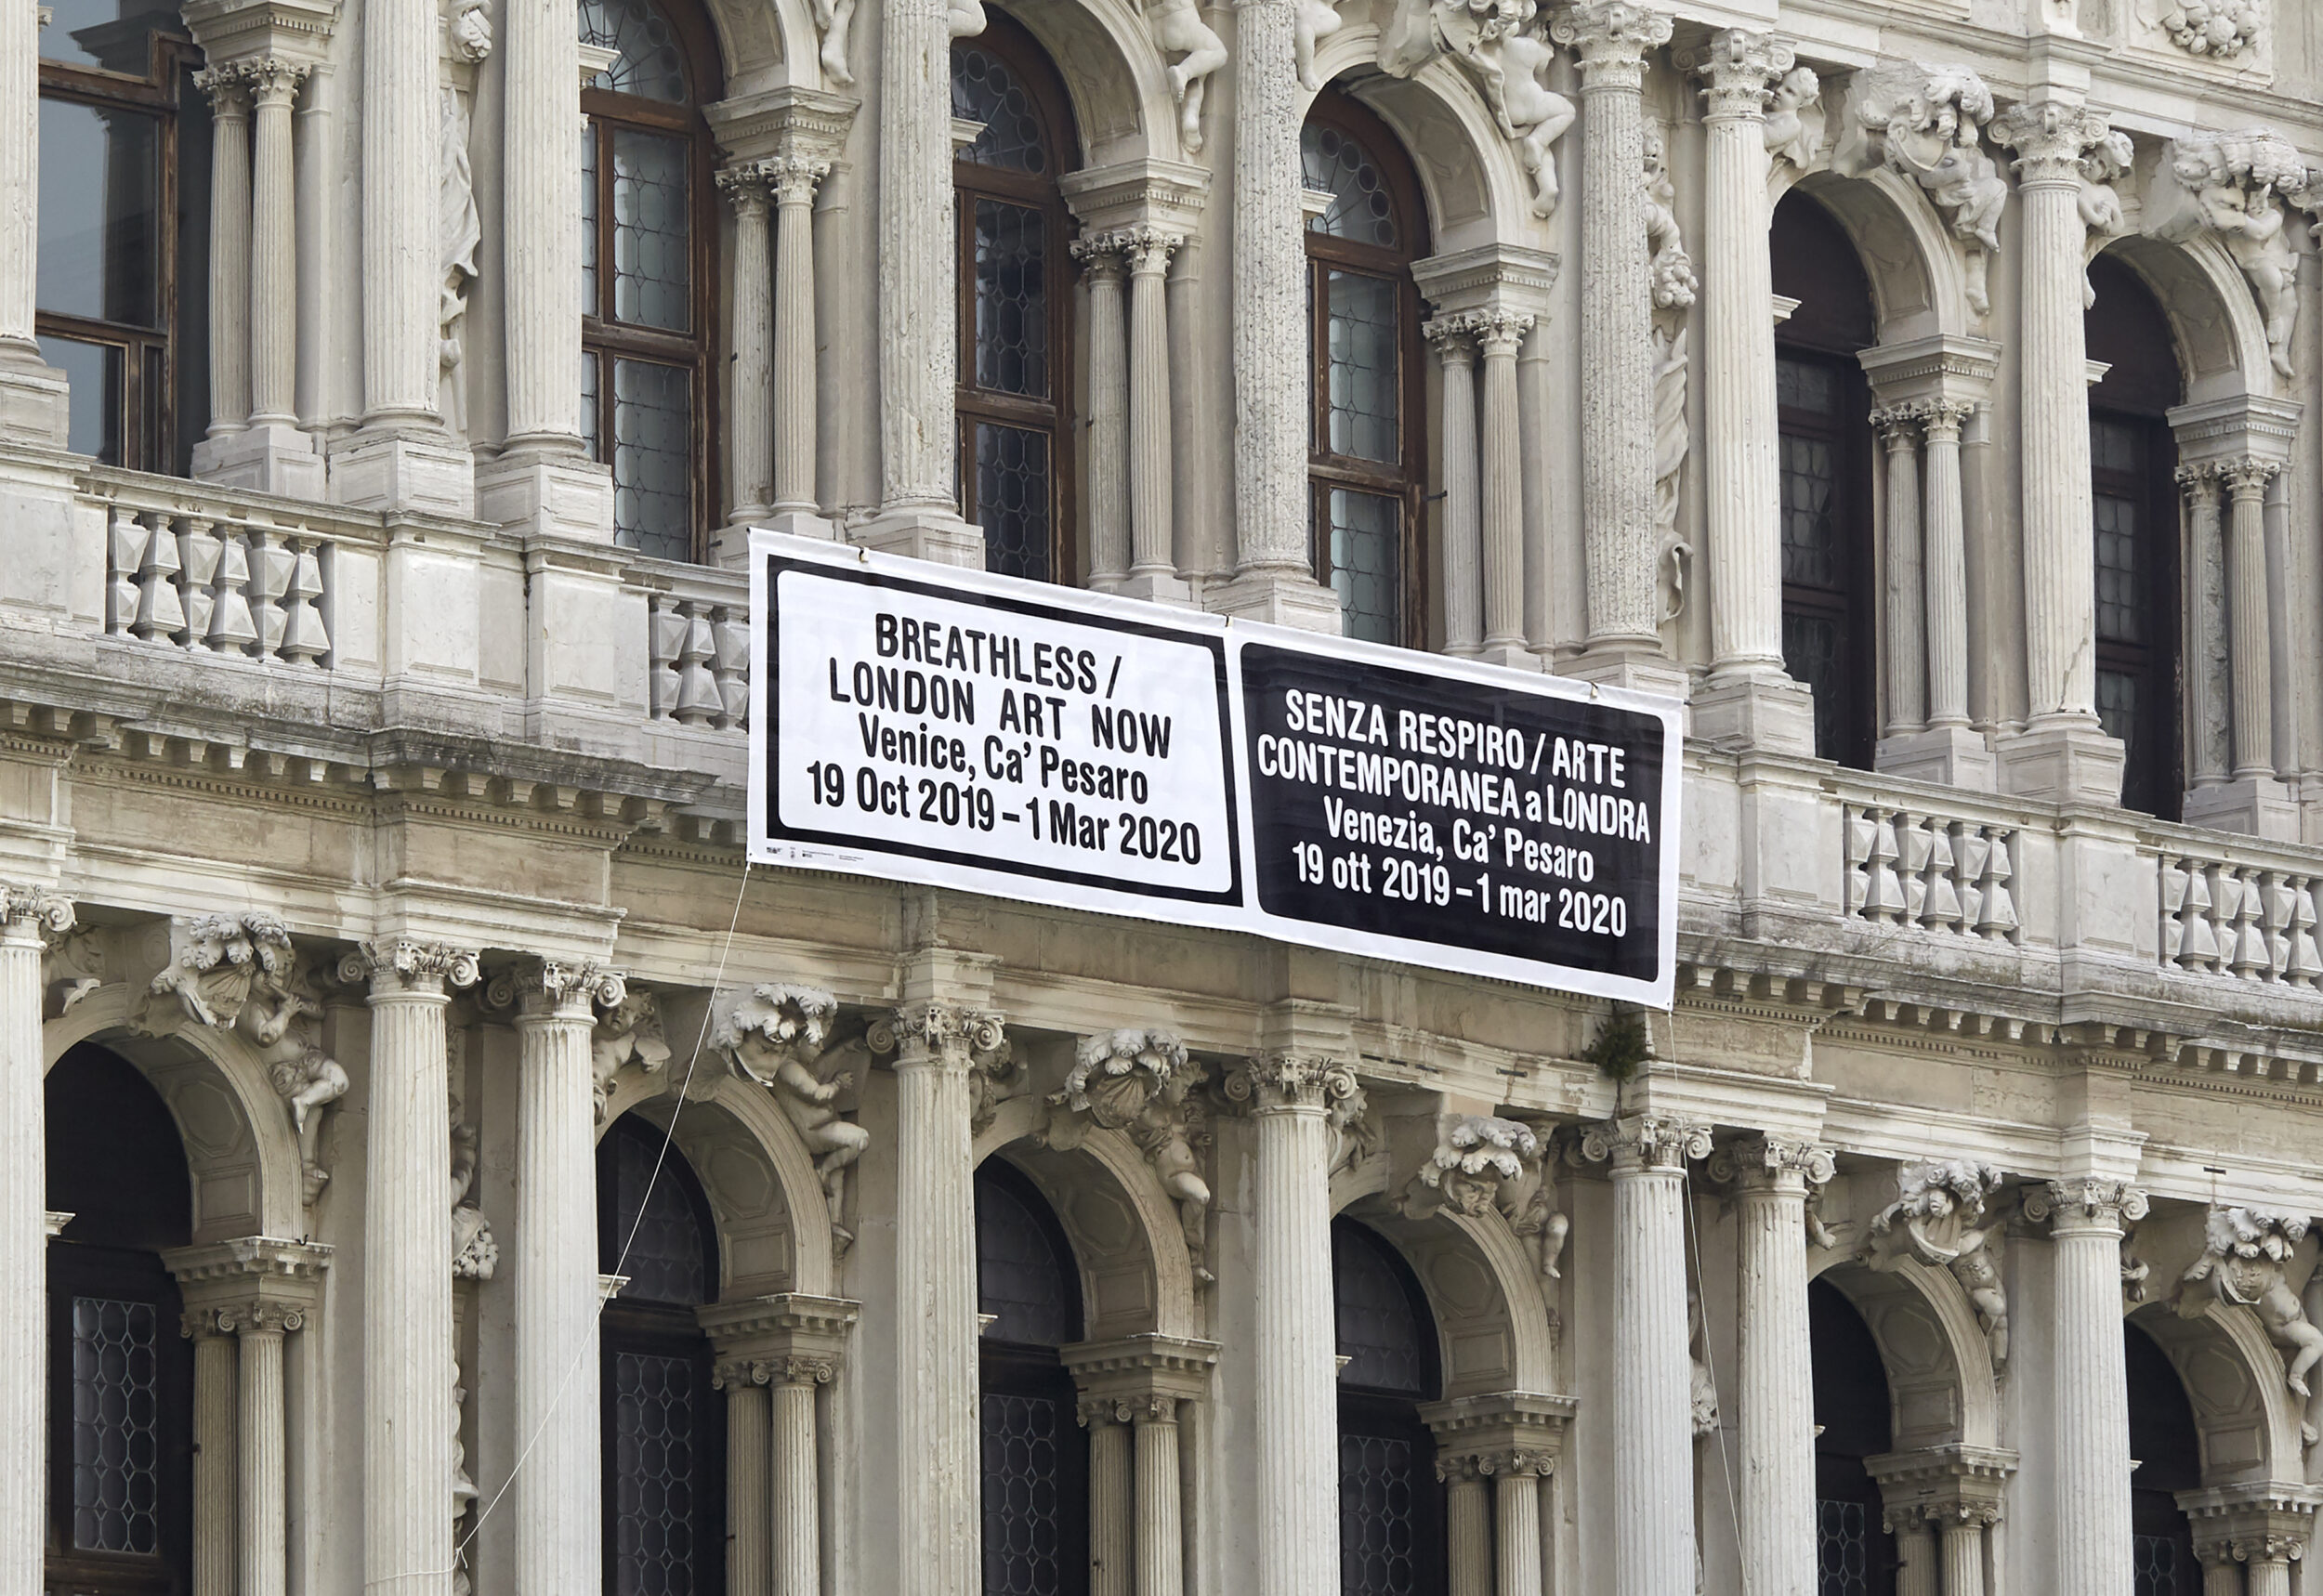 BREATHLESS /
LONDON ART NOW
Venice, Ca' Pesaro
19 Oct 2019 – 1 Mar 2020
SENZA RESPIRO / ARTE
CONTEMPORANEA a LONDRA
Venezia, Ca' Pesaro
19 ott 2019 – 1 mar 2020